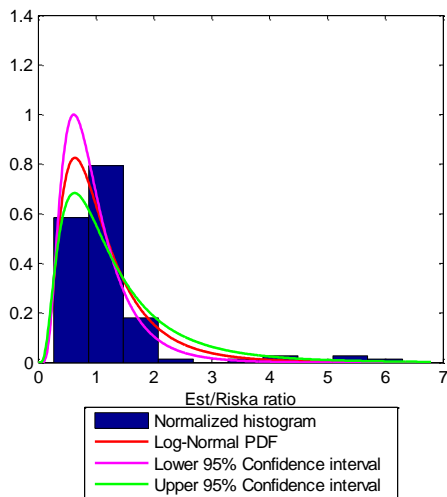 1.4
1.2
1
0.8
0.6
0.4
0.2
0
0 1 2 3 4 5 6 7
Est/Riska ratio
Normalized histogram
Log-Normal PDF
Lower 95% Confidence interval
Upper 95% Confidence interval